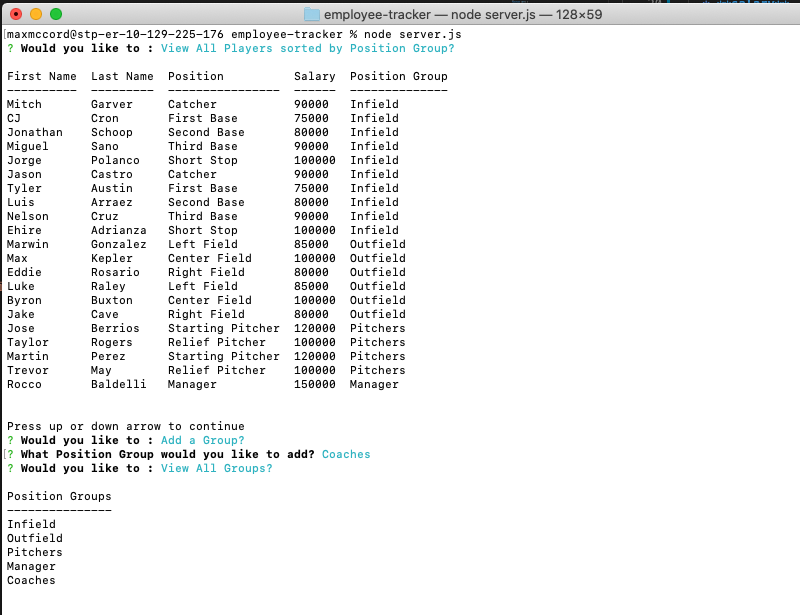 employee-tracker — node server.js — 128×59
[maxmccord@stp-er-10-129-225-176 employee-tracker % node server.js
? Would you like to : View All Players sorted by Position Group?
First Name  Last Name  Position          Salary  Position Group
----------  ---------  ----------------  ------  --------------
Mitch       Garver     Catcher           90000   Infield
CJ          Cron       First Base        75000   Infield
Jonathan    Schoop     Second Base       80000   Infield
Miguel      Sano       Third Base        90000   Infield
Jorge       Polanco    Short Stop        100000  Infield
Jason       Castro     Catcher           90000   Infield
Tyler       Austin     First Base        75000   Infield
Luis        Arraez     Second Base       80000   Infield
Nelson      Cruz       Third Base        90000   Infield
Ehire       Adrianza   Short Stop        100000  Infield
Marwin      Gonzalez   Left Field        85000   Outfield
Max         Kepler     Center Field      100000  Outfield
Eddie       Rosario    Right Field       80000   Outfield
Luke        Raley      Left Field        85000   Outfield
Byron       Buxton     Center Field      100000  Outfield
Jake        Cave       Right Field       80000   Outfield
Jose        Berrios    Starting Pitcher  120000  Pitchers
Taylor      Rogers     Relief Pitcher    100000  Pitchers
Martin      Perez      Starting Pitcher  120000  Pitchers
Trevor      May        Relief Pitcher    100000  Pitchers
Rocco       Baldelli   Manager           150000  Manager
Press up or down arrow to continue
? Would you like to : Add a Group?
[? What Position Group would you like to add? Coaches
? Would you like to : View All Groups?
Position Groups
---------------
Infield
Outfield
Pitchers
Manager
Coaches